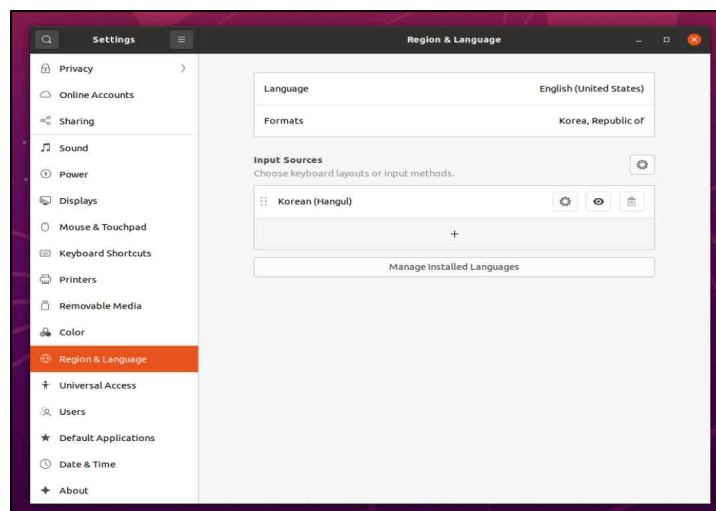 Settings
Region & Language
Privacy
Online Accounts
Sharing
Sound
Power
Displays
Mouse & Touchpad
Keyboard Shortcuts
Printers
Removable Media
Color
Region & Language
Universal Access
Users
Default Applications
Date & Time
About
Language English (United States)
Formats Korea, Republic of
Input Sources
Choose keyboard layouts or input methods.
Korean (Hangul)
Manage Installed Languages